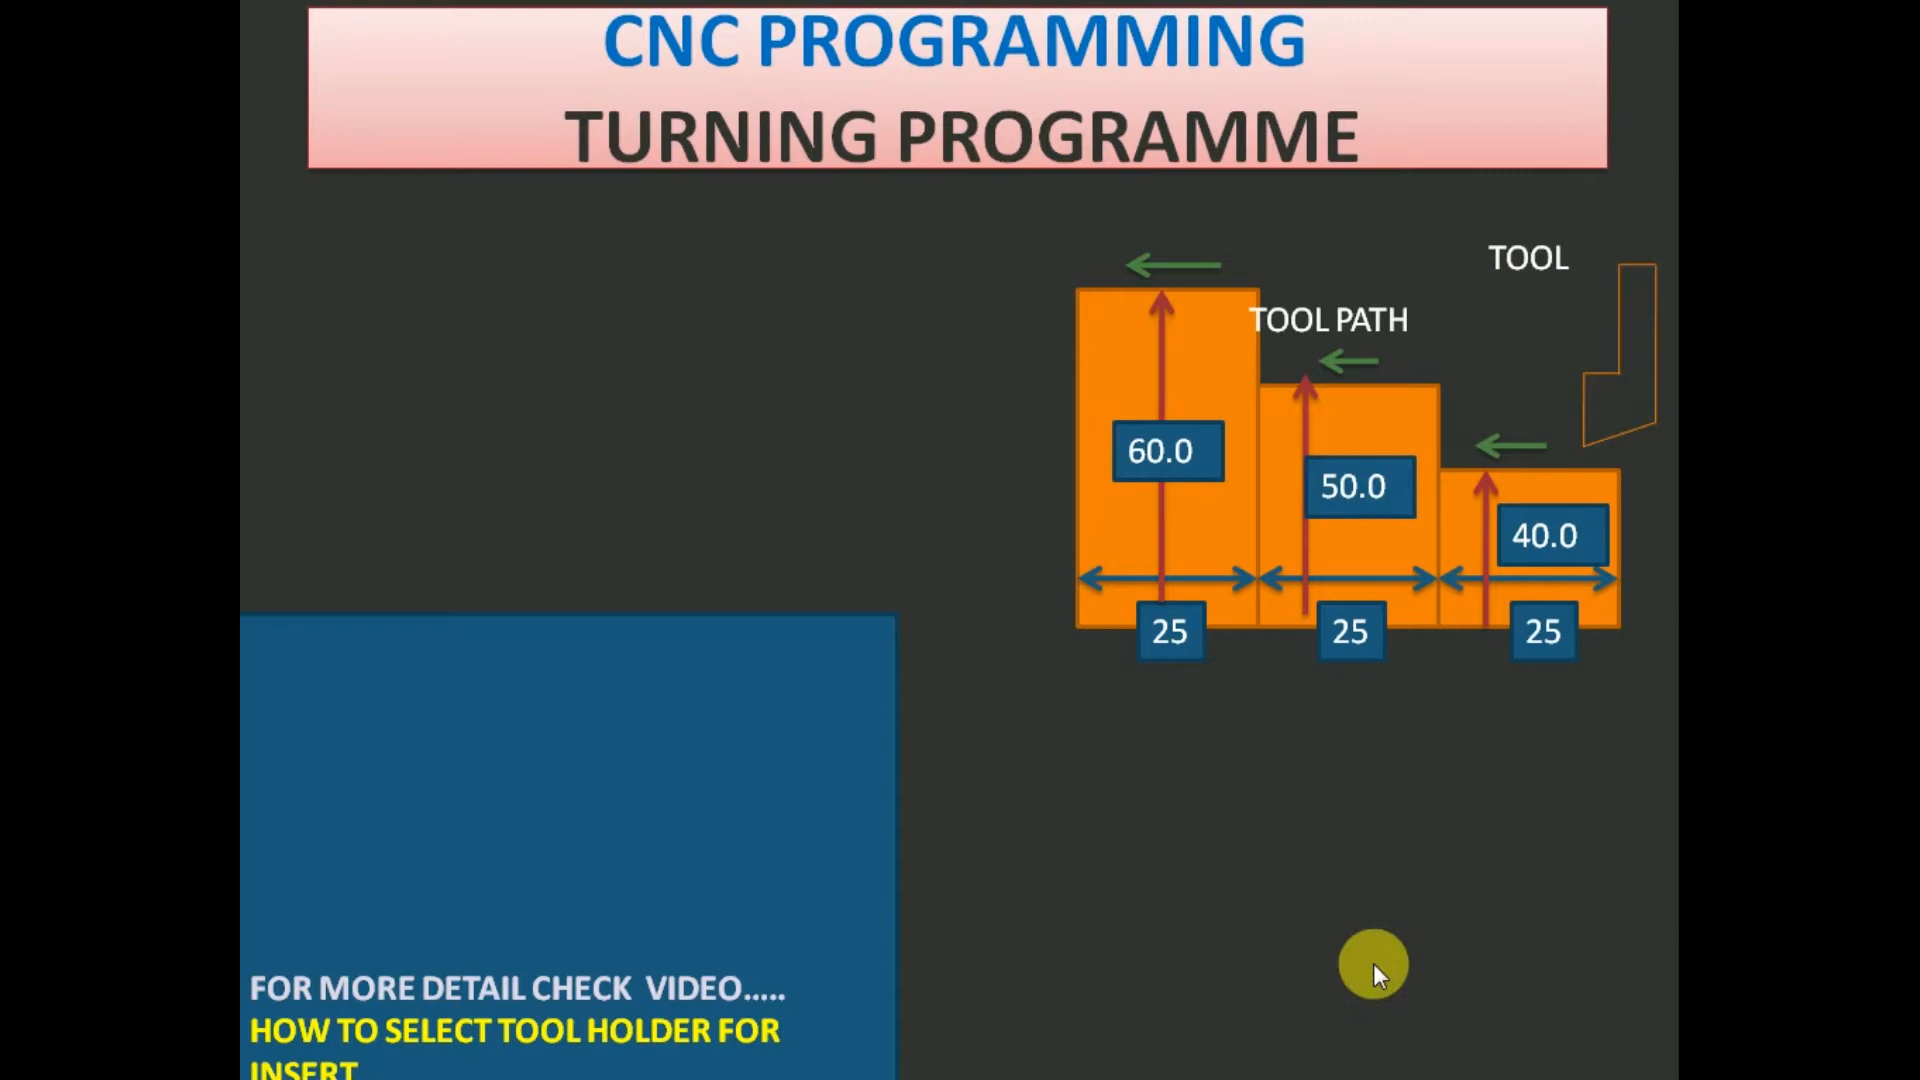 CNC PROGRAMMING
TURNING PROGRAMME
TOOL
TOOL PATH
60.0
50.0
40.0
25
25
25
FOR MORE DETAIL CHECK VIDEO.....
HOW TO SELECT TOOL HOLDER FOR
INSERT